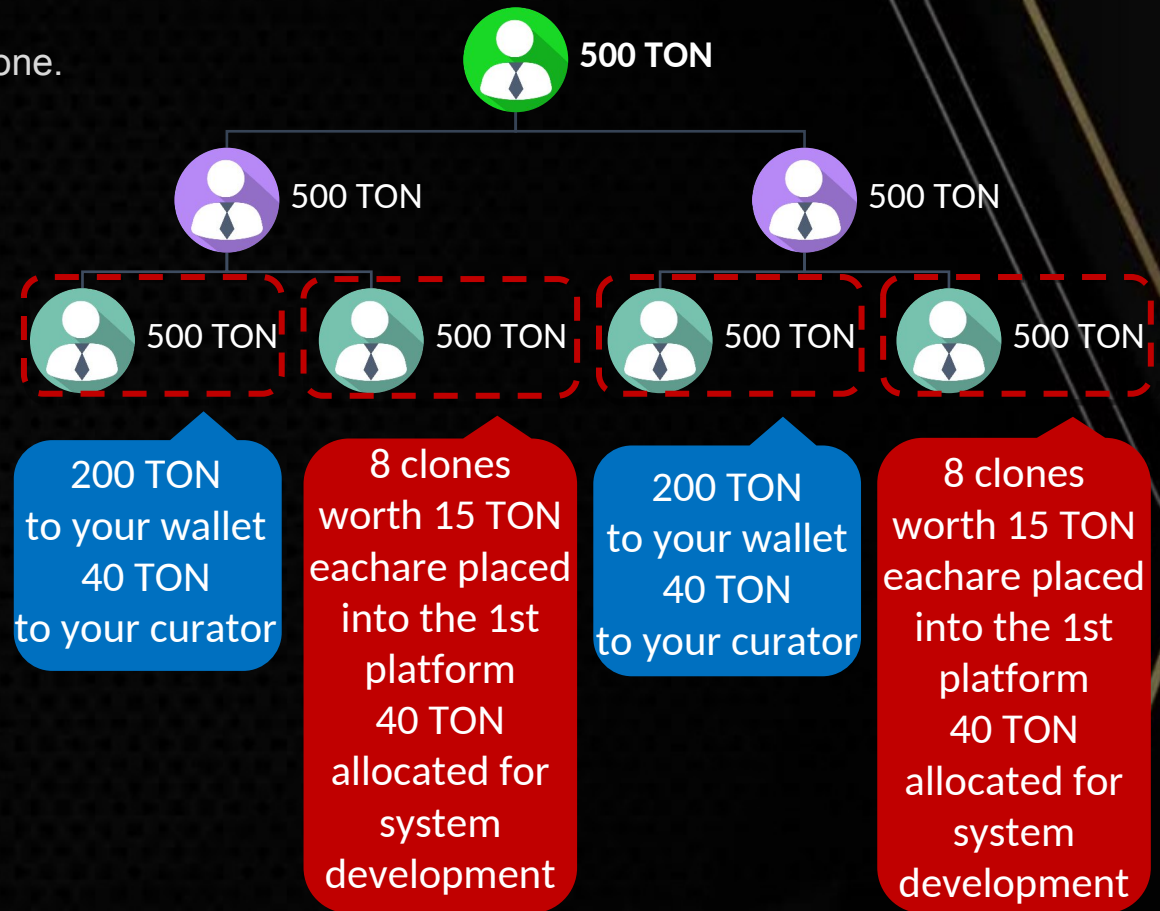 one.
500 TON
500 TON
500 TON
500 TON
500 TON
500 TON
500 TON
200 TON
to your wallet
40 TON
to your curator
8 clones
worth 15 TON
eachare placed
into the 1st
platform
40 TON
allocated for
system
development
200 TON
to your wallet
40 TON
to your curator
8 clones
worth 15 TON
eachare placed
into the 1st
platform
40 TON
allocated for
system
development